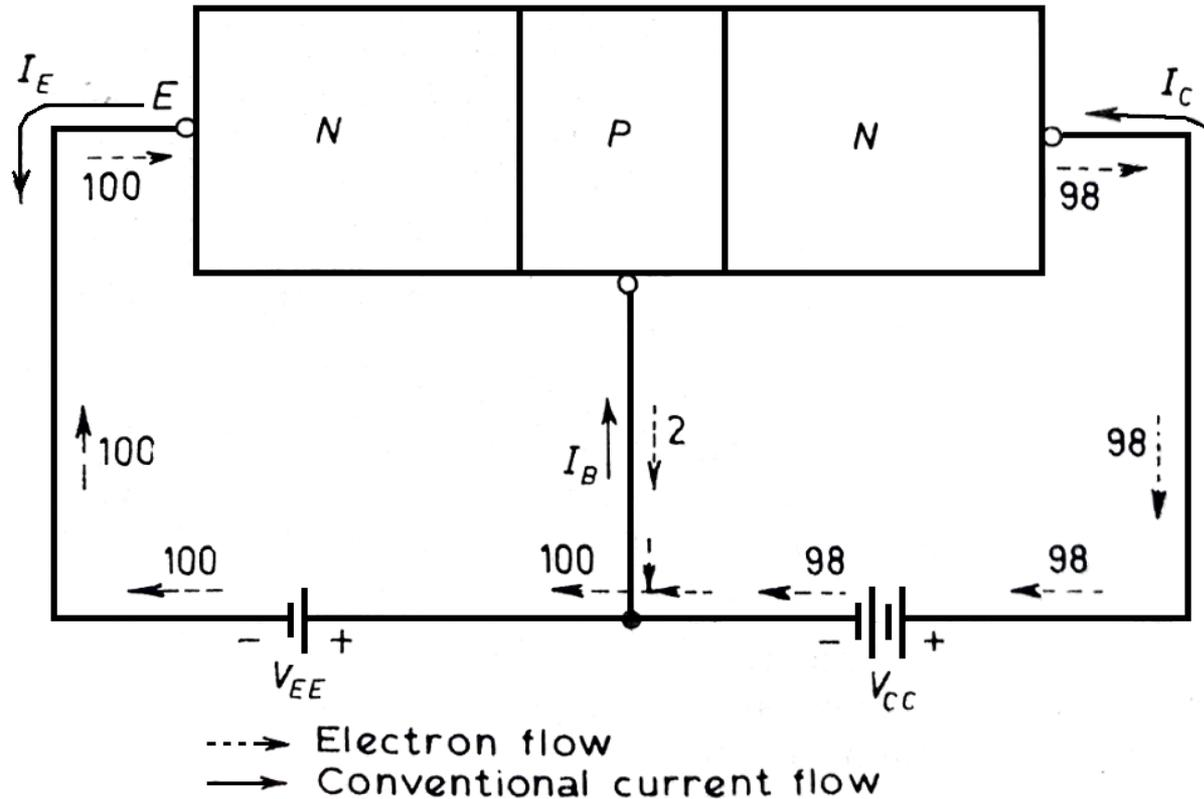 I_E
E
N
P
N
I_C
100
98
100
I_B
2
98
100
100
98
98
-
+
-
+
V_EE
V_CC
Electron flow
Conventional current flow